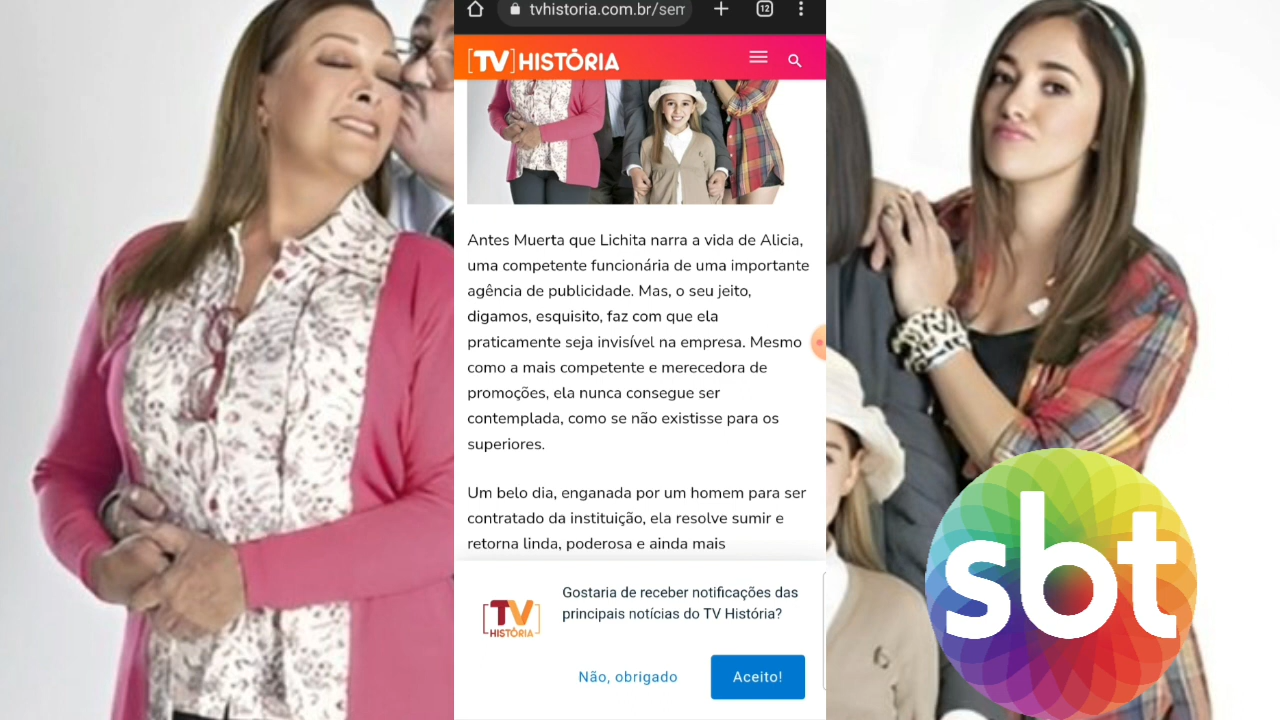 tvhistoria.com.br/sem
12
[TV] HISTÓRIA
Antes Muerta que Lichita narra a vida de Alicia,
uma competente funcionária de uma importante
agência de publicidade. Mas, o seu jeito,
digamos, esquisito, faz com que ela
praticamente seja invisível na empresa. Mesmo
como a mais competente e merecedora de
promoções, ela nunca consegue ser
contemplada, como se não existisse para os
superiores.
Um belo dia, enganada por um homem para ser
contratado da instituição, ela resolve sumir e
retorna linda, poderosa e ainda mais
[TV]
HISTÓRIA
Gostaria de receber notificações das
principais notícias do TV História?
Não, obrigado
Aceito!
sbt